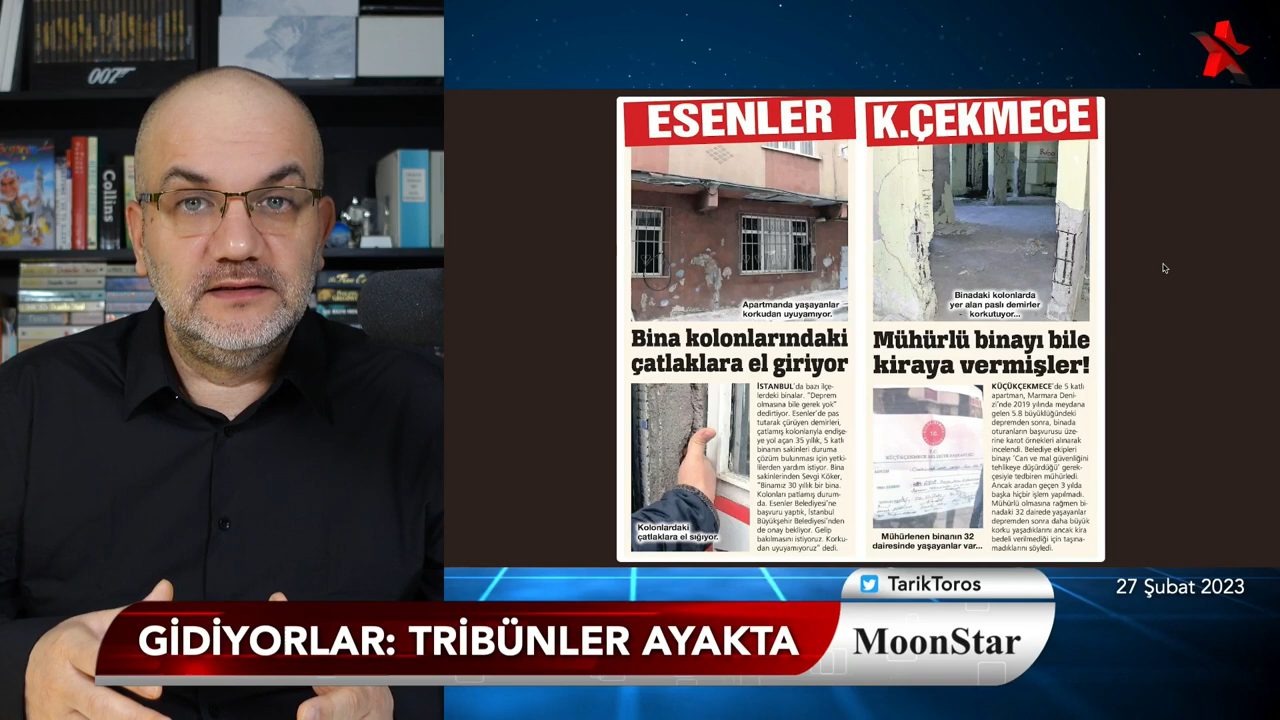 007
Collins
ESENLER
Apartmanda yaşayanlar
korkudan uyuyamıyor.
Bina kolonlarındaki
çatlaklara el giriyor
Kolonlardaki
çatlaklara el sığıyor.
İSTANBUL'da bazı ilçe-
lerdeki binalar. "Deprem
olmasına bile gerek yok"
dedirtiyor. Esenler'de pas
tutarak çürüyen demirleri,
çatlamış kolonlarıyla endişe-
ye yol açan 35 yıllık, 5 katlı
binanın sakinleri duruma
çözüm bulunması için yetki-
lilerden yardım istiyor. Bina
sakinlerinden Sevgi Köker,
"Binamız 30 yıllık bir bina.
Kolonları patlamış durum-
da. Esenler Belediyesi'ne
başvuru yaptık, İstanbul
Büyükşehir Belediyesi'nden
de onay bekliyor. Gelip
bakılmasını istiyoruz. Korku-
dan uyuyamıyoruz" dedi.
K.ÇEKMECE
Binadaki kolonlarda
yer alan paslı demirler
korkutuyor...
Mühürlü binayı bile
kiraya vermişler!
Mühürlenen binanın 32
dairesinde yaşayanlar var...
KÜÇÜKÇEKMECE'de 5 katlı
apartman, Marmara Deni-
zi'nde 2019 yılında meydana
gelen 5.8 büyüklüğündeki
depremden sonra, binada
oturanların başvurusu üze-
rine karot örnekleri alınarak
incelendi. Belediye ekipleri
binayı 'Can ve mal güvenliğini
tehlikeye düşürdüğü' gerek-
çesiyle tedbiren mühürledi.
Ancak aradan geçen 3 yılda
başka hiçbir işlem yapılmadı.
Mühürlü olmasına rağmen bi-
nadaki 32 dairede yaşayanlar
depremden sonra daha büyük
korku yaşadıklarını ancak kira
bedeli verilmediği için taşına-
madıklarını söyledi.
TarikToros
27 Şubat 2023
GİDİYORLAR: TRİBÜNLER AYAKTA
MoonStar